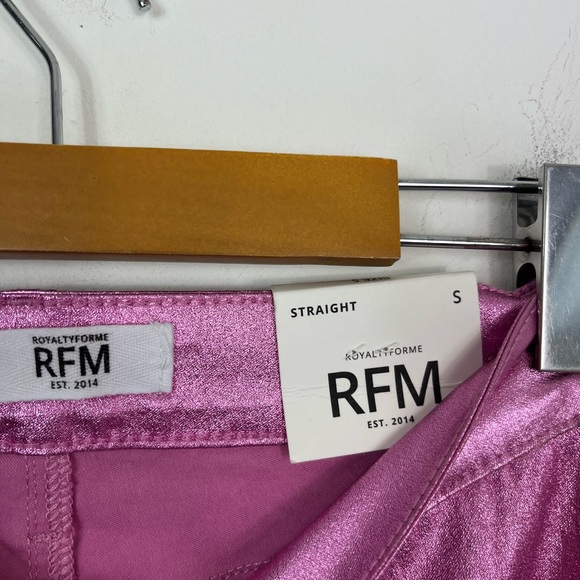 ROYALTYFORME
RFM
EST. 2014
STRAIGHT S
ROYALTYFORME
RFM
EST. 2014